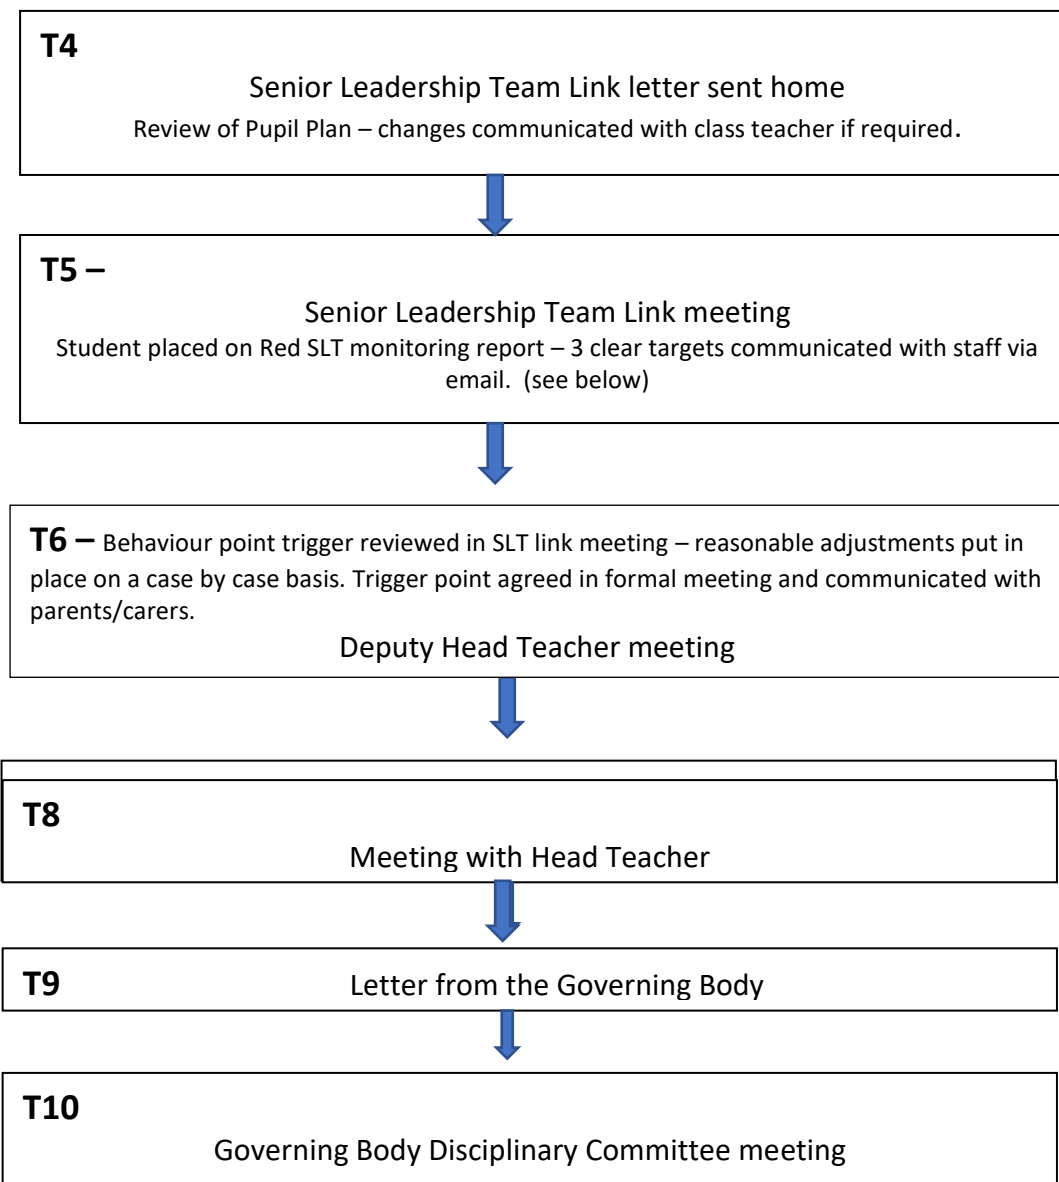 T4
Senior Leadership Team Link letter sent home
Review of Pupil Plan – changes communicated with class teacher if required.
T5 –
Senior Leadership Team Link meeting
Student placed on Red SLT monitoring report – 3 clear targets communicated with staff via
email.  (see below)
T6 – Behaviour point trigger reviewed in SLT link meeting – reasonable adjustments put in
place on a case by case basis. Trigger point agreed in formal meeting and communicated with
parents/carers.
Deputy Head Teacher meeting
T8
Meeting with Head Teacher
T9 Letter from the Governing Body
T10
Governing Body Disciplinary Committee meeting